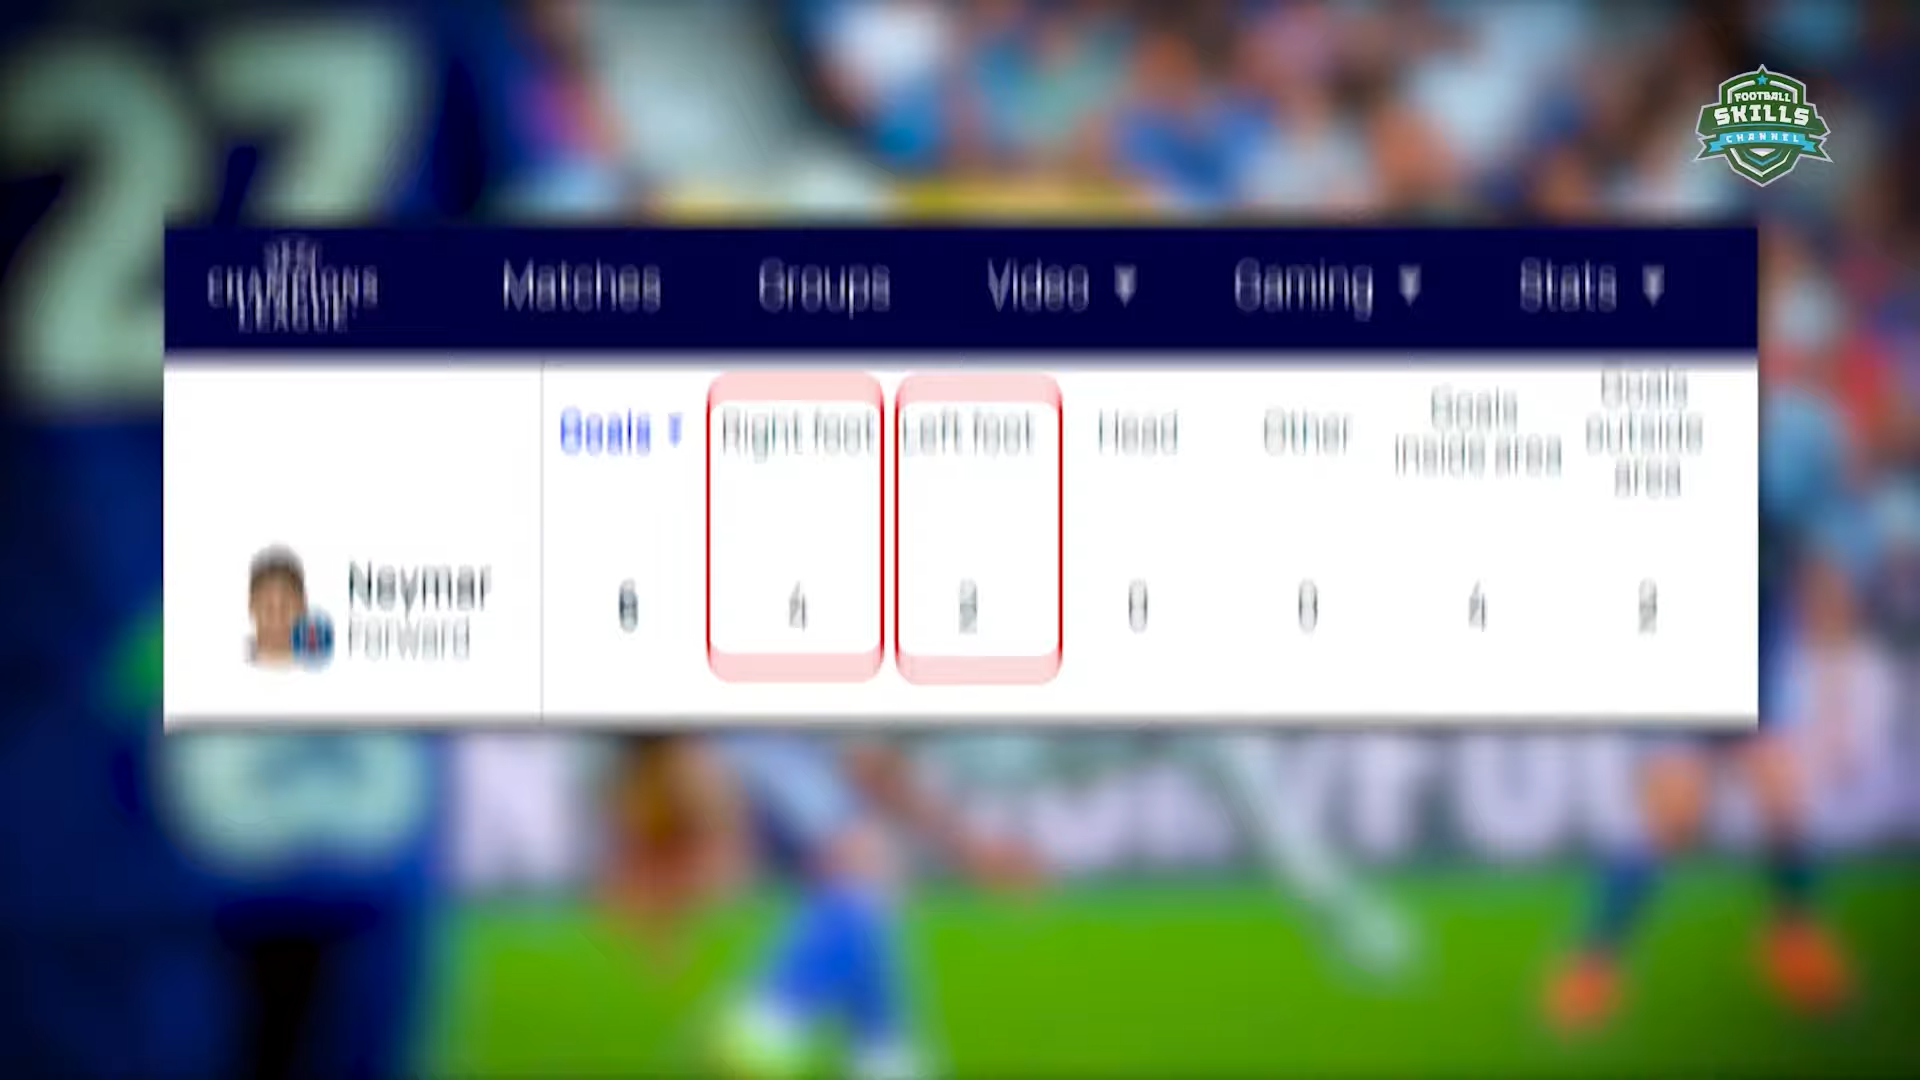 27
FOOTBALL
SKILLS
CHANNEL
CHAMPIONS
LEAGUE
Matches Groups Video Gaming Stats
Goals Right foot Left foot Head Other Goals inside area Goals outside area
Neymar 6 4 2 0 0 4 2
Forward